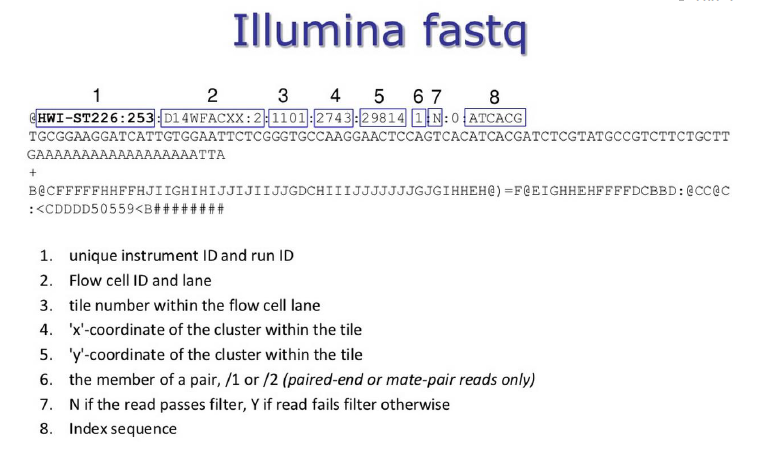 Illumina fastq
1 2 3 4 5 6 7 8
@HWI-ST226:253:D14WFACXX:2:1101:2743:29814 1:N:0:ATCACG
TGCGGAAGGATCATTGTGGAATTCTCGGGTGCCAAGGAACTCCAGTCACATCACGATCTCGTATGCCGTCTTCTGCTT
GAAAAAAAAAAAAAAAAAATTA
+
B@CFFFFFHHFFHJIIGHIHIJJIJIIJJGDCHIIIJJJJJJJGJGIHHEH@)=F@EIGHHEHFFFFDCBBD:@CC@C
:<CDDDD50559<B########
1. unique instrument ID and run ID
2. Flow cell ID and lane
3. tile number within the flow cell lane
4. 'x'-coordinate of the cluster within the tile
5. 'y'-coordinate of the cluster within the tile
6. the member of a pair, /1 or /2 (paired-end or mate-pair reads only)
7. N if the read passes filter, Y if read fails filter otherwise
8. Index sequence